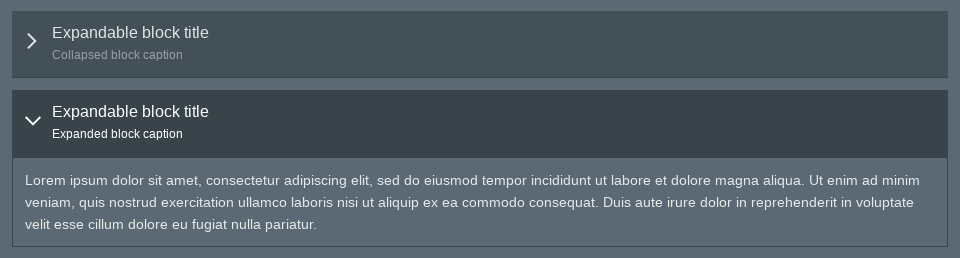 Expandable block title
Collapsed block caption
Expandable block title
Expanded block caption
Lorem ipsum dolor sit amet, consectetur adipiscing elit, sed do eiusmod tempor incididunt ut labore et dolore magna aliqua. Ut enim ad minim
veniam, quis nostrud exercitation ullamco laboris nisi ut aliquip ex ea commodo consequat. Duis aute irure dolor in reprehenderit in voluptate
velit esse cillum dolore eu fugiat nulla pariatur.